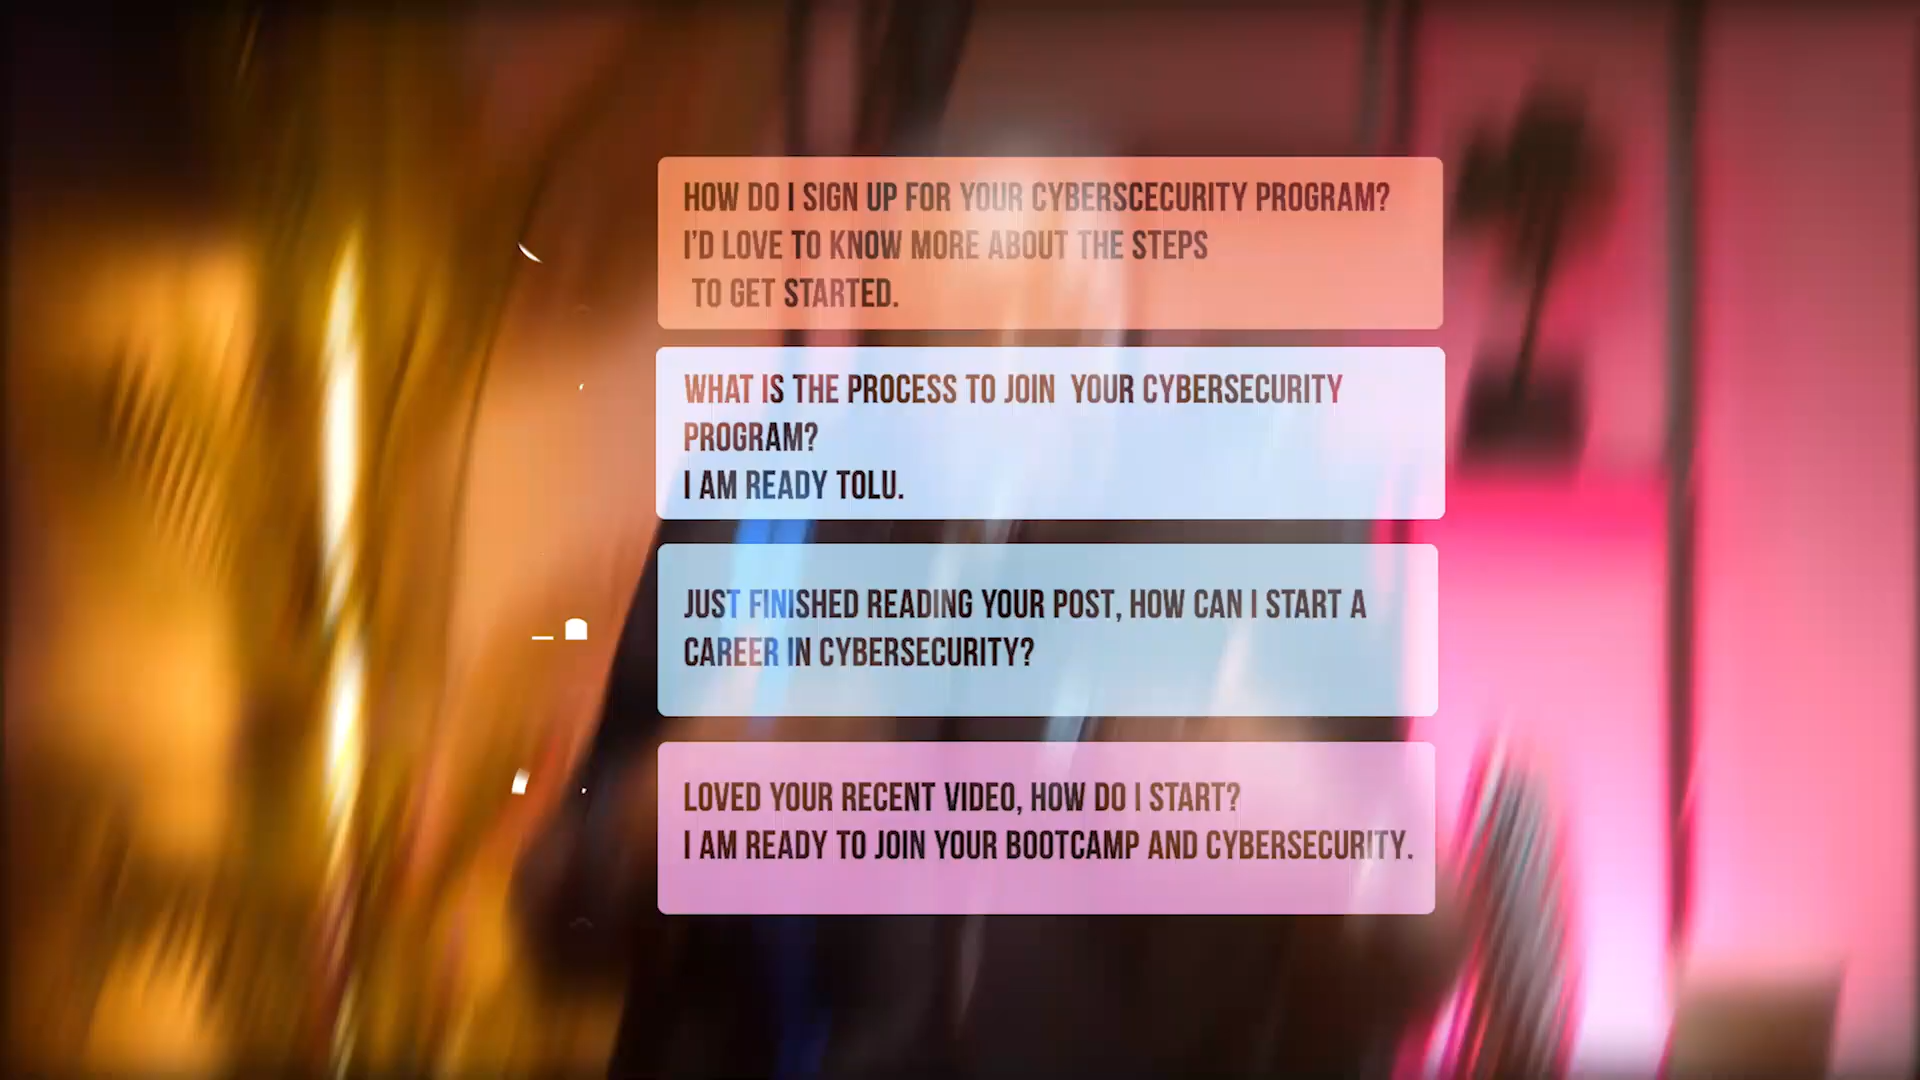 HOW DO I SIGN UP FOR YOUR CYBERSCECURITY PROGRAM?
I'D LOVE TO KNOW MORE ABOUT THE STEPS
TO GET STARTED.
WHAT IS THE PROCESS TO JOIN YOUR CYBERSECURITY
PROGRAM?
I AM READY TOLU.
JUST FINISHED READING YOUR POST, HOW CAN I START A
CAREER IN CYBERSECURITY?
LOVED YOUR RECENT VIDEO, HOW DO I START?
I AM READY TO JOIN YOUR BOOTCAMP AND CYBERSECURITY.